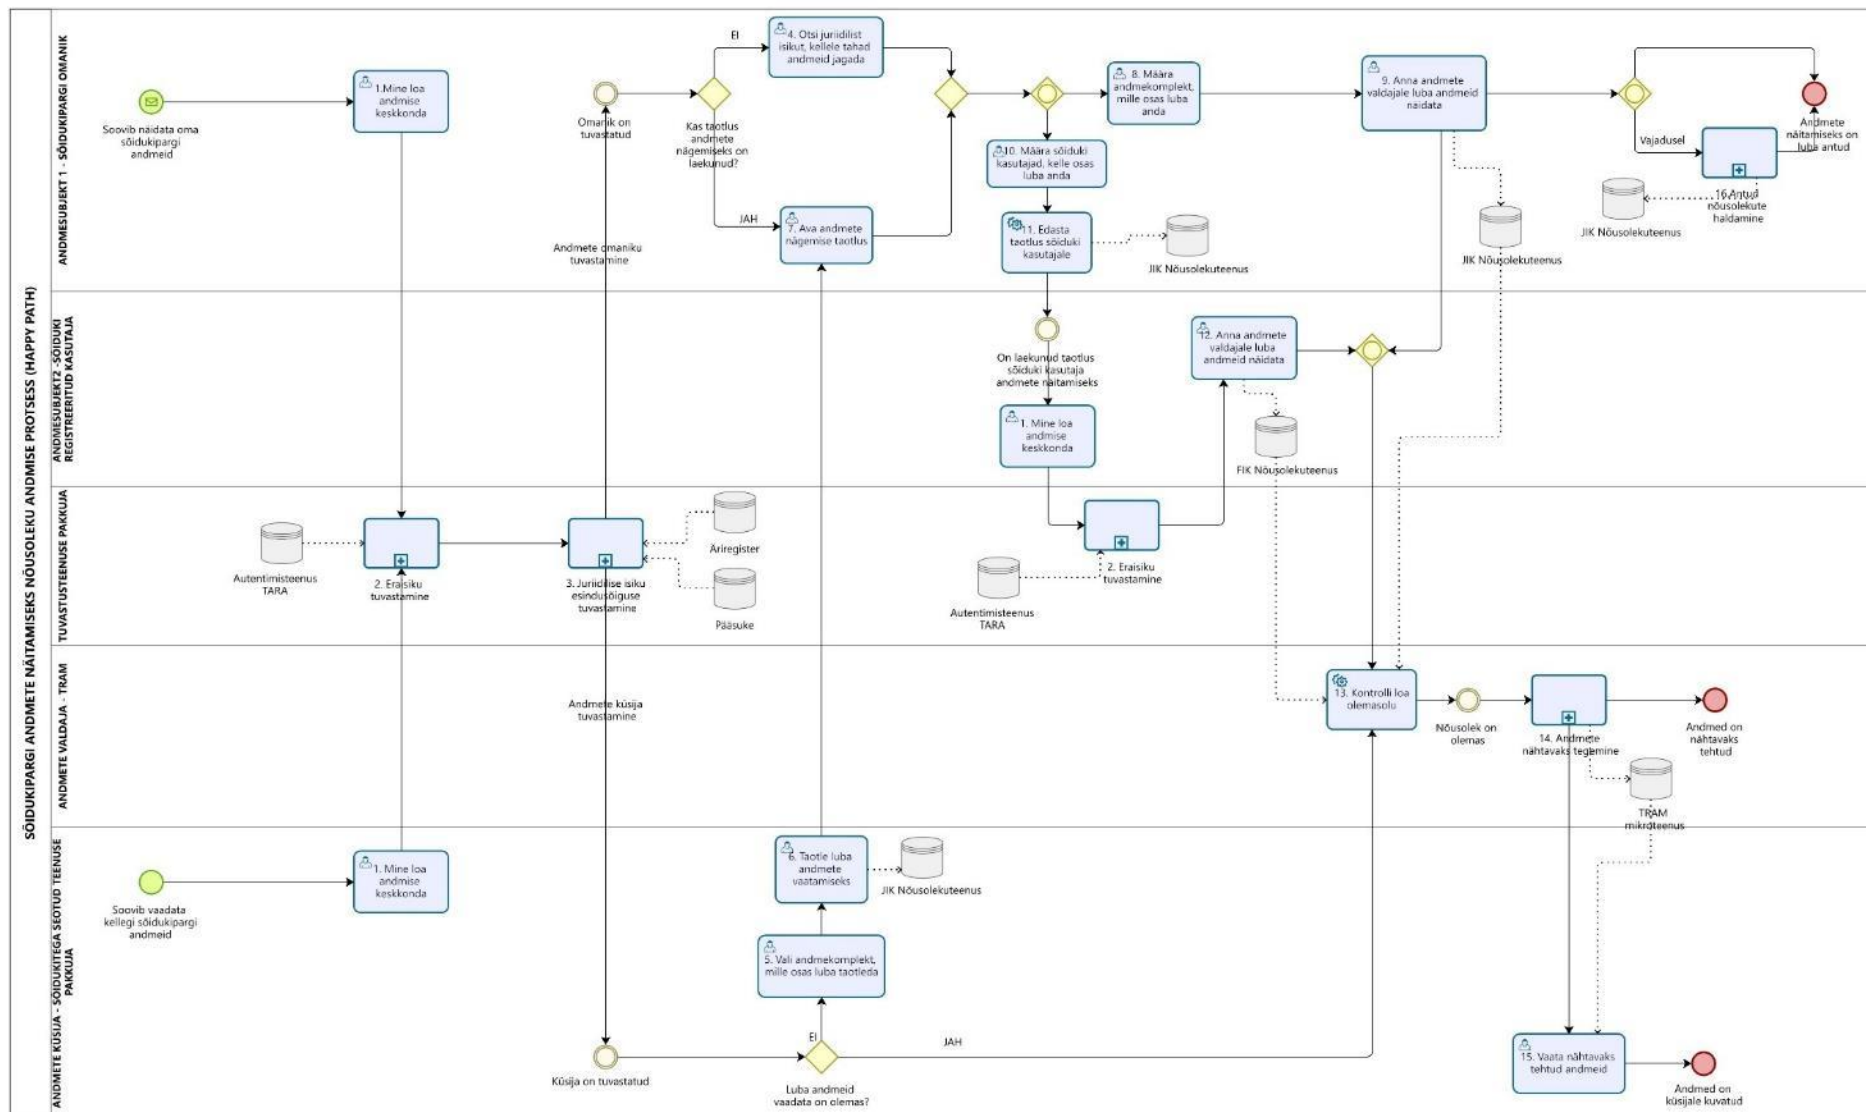 SÕIDUKIPARGI ANDMETE NÄITAMISEKS NÕUSOLEKU ANDMISE PROTSESS (HAPPY PATH)
ANDMESUBJEKT 1 - SÕIDUKIPARGI OMANIK
Soovib näidata oma
sõidukipargi
andmeid
1.Mine loa
andmise
keskkonda
Omanik on
tuvastatud
Andmete omaniku
tuvastamine
EI
Kas taotlus
andmete
nägemiseks on
laekunud?
JAH
4. Otsi juriidilist
isikut, kellele tahad
andmeid jagada
7. Ava andmete
nägemise taotlus
8. Määra
andmekomplekt,
mille osas luba
anda
10. Määra sõiduki
kasutajad, kelle osas
luba anda
11. Edasta
taotlus sõiduki
kasutajale
JIK Nõusolekuteenus
9. Anna andmete
valdajale luba andmeid
näidata
JIK Nõusolekuteenus
Vajadusel
16.Antud
nõusolekute
haldamine
JIK Nõusolekuteenus
Andmete
näitamiseks on
luba antud
ANDMESUBJEKT2 -SÕIDUKI
REGISTREERITUD KASUTAJA
On laekunud taotlus
sõiduki kasutaja
andmete näitamiseks
1. Mine loa
andmise
keskkonda
12. Anna andmete
valdajale luba
andmeid näidata
FIK Nõusolekuteenus
TUVASTUSTEENUSE PAKKUJA
Autentimisteenus
TARA
2. Eraisiku
tuvastamine
3. Juriidilise isiku
esindusõiguse
tuvastamine
Äriregister
Pääsuke
Autentimisteenus
TARA
2. Eraisiku
tuvastamine
ANDMETE VALDAJA - TRAM
Andmete küsija
tuvastamine
13. Kontrolli loa
olemasolu
Nõusolek on
olemas
14. Andmete
nähtavaks tegemine
Andmed on
nähtavaks
tehtud
TRAM
mikroteenus
ANDMETE KÜSIJA - SÕIDUKITEGA SEOTUD TEENUSE
PAKKUJA
Soovib vaadata
kellegi sõidukipargi
andmeid
1. Mine loa
andmise
keskkonda
Küsija on tuvastatud
6. Taotle luba
andmete
vaatamiseks
JIK Nõusolekuteenus
5. Vali andmekomplekt,
mille osas luba taotleda
EI
JAH
Luba andmeid
vaadata on olemas?
15. Vaata nähtavaks
tehtud andmeid
Andmed on
küsijale kuvatud